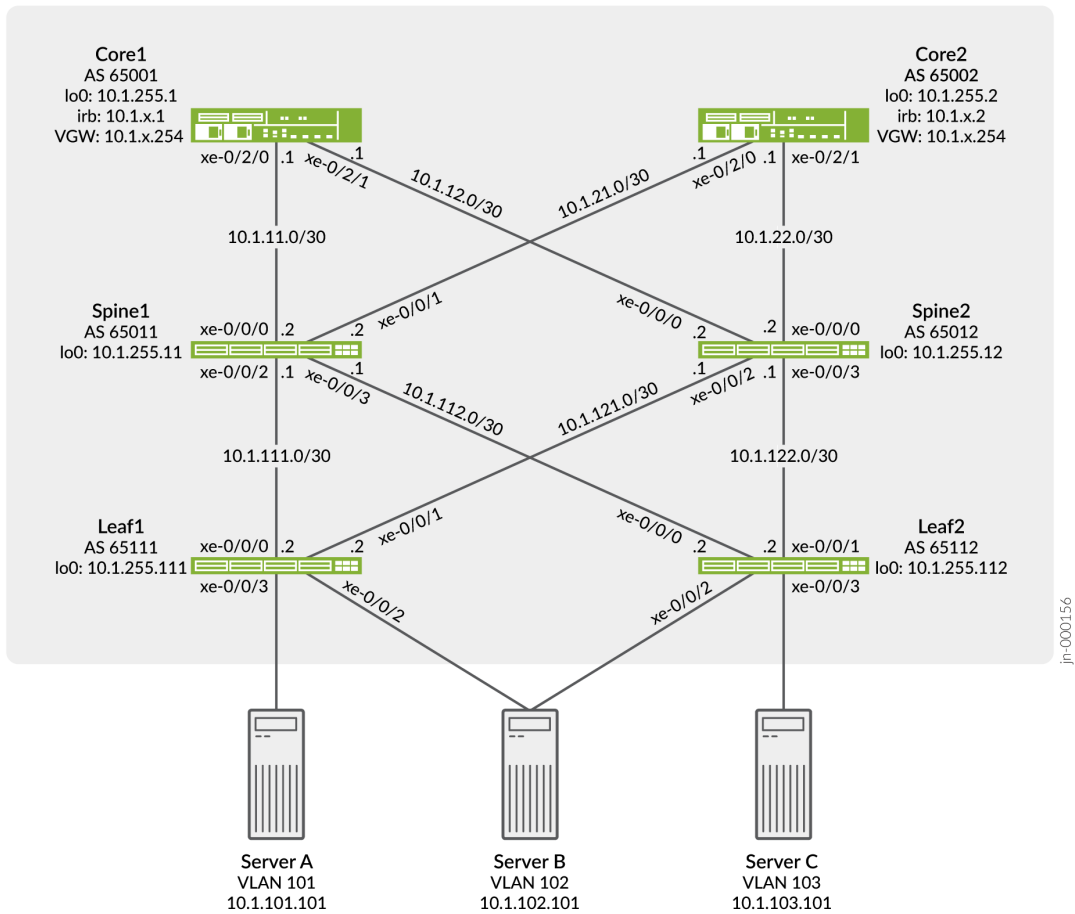 Core1
AS 65001
lo0: 10.1.255.1
irb: 10.1.x.1
VGW: 10.1.x.254
Core2
AS 65002
lo0: 10.1.255.2
irb: 10.1.x.2
VGW: 10.1.x.254
xe-0/2/0
.1
xe-0/2/1
.1
.1
xe-0/2/0
.1
xe-0/2/1
10.1.12.0/30
10.1.21.0/30
10.1.11.0/30
10.1.22.0/30
Spine1
AS 65011
lo0: 10.1.255.11
xe-0/0/0
.2
.2
xe-0/0/1
xe-0/0/0
.2
.2
xe-0/0/0
Spine2
AS 65012
lo0: 10.1.255.12
xe-0/0/2
.1
xe-0/0/3
.1
.1
xe-0/0/2
.1
xe-0/0/3
10.1.112.0/30
10.1.121.0/30
10.1.111.0/30
10.1.122.0/30
Leaf1
AS 65111
lo0: 10.1.255.111
xe-0/0/0
.2
.2
xe-0/0/1
xe-0/0/0
.2
.2
xe-0/0/1
Leaf2
AS 65112
lo0: 10.1.255.112
xe-0/0/3
xe-0/0/2
xe-0/0/2
xe-0/0/3
jn-000156
Server A
VLAN 101
10.1.101.101
Server B
VLAN 102
10.1.102.101
Server C
VLAN 103
10.1.103.101